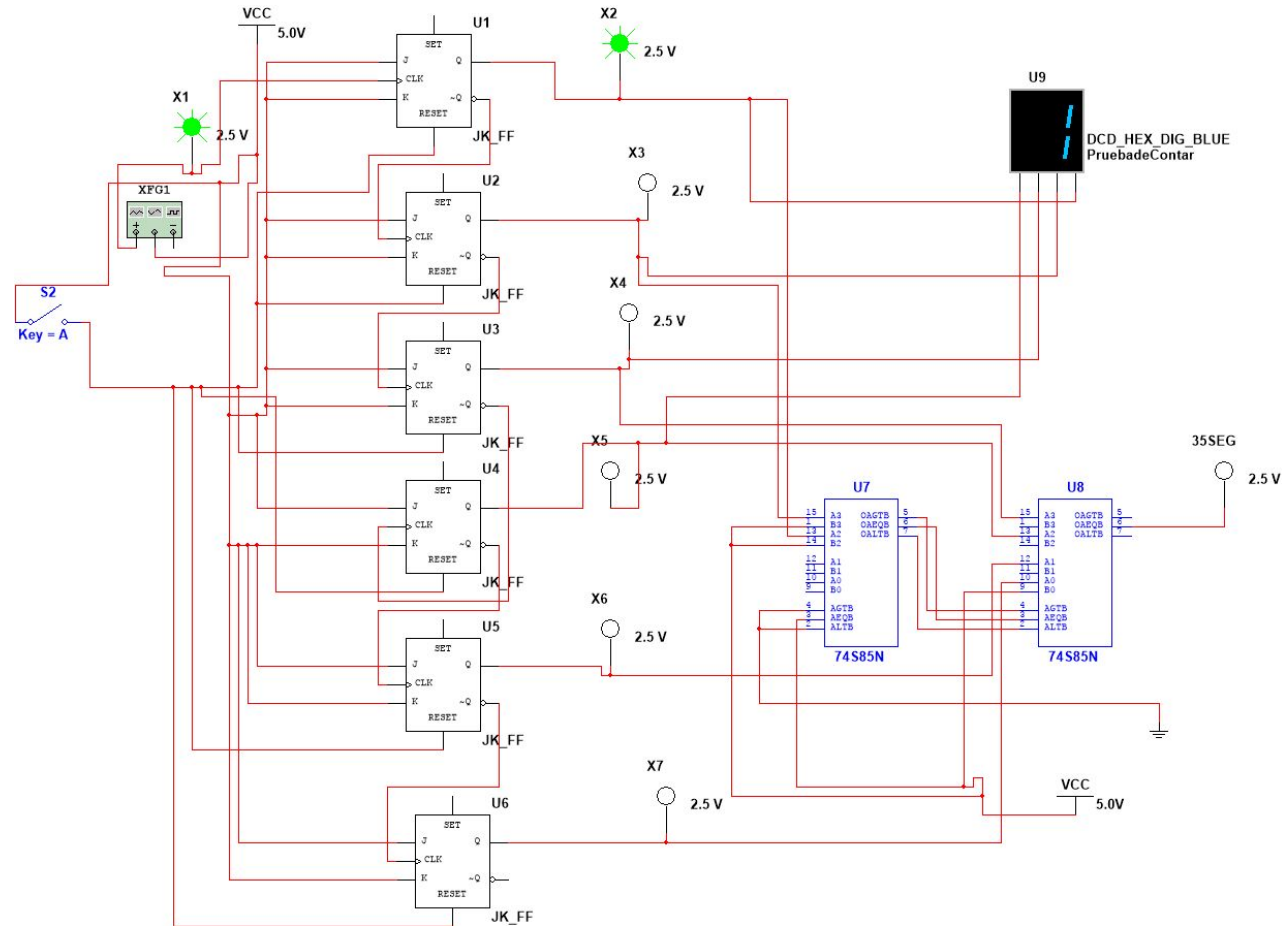 VCC
5.0V
X1
2.5 V
XFG1
S2
Key = A
U1
SET
J
Q
CLK
K
~Q
RESET
JK_FF
X2
2.5 V
U9
DCD_HEX_DIG_BLUE
PruebadeContar
U2
SET
J
Q
CLK
K
~Q
RESET
JK_FF
X3
2.5 V
U3
SET
J
Q
CLK
K
~Q
RESET
JK_FF
X4
2.5 V
U4
SET
J
Q
CLK
K
~Q
RESET
JK_FF
X5
2.5 V
U5
SET
J
Q
CLK
K
~Q
RESET
JK_FF
X6
2.5 V
U6
SET
J
Q
CLK
K
~Q
RESET
JK_FF
X7
2.5 V
U7
15 A3 OAGTB 5
1 B3 OAEQB 6
13 A2 OALTB 7
14 B2
12 A1
11 B1
10 A0
9 B0
4 AGTB
3 AEQB
2 ALTB
74S85N
U8
15 A3 OAGTB 5
1 B3 OAEQB 6
13 A2 OALTB 7
14 B2
12 A1
11 B1
10 A0
9 B0
4 AGTB
3 AEQB
2 ALTB
74S85N
35SEG
2.5 V
VCC
5.0V